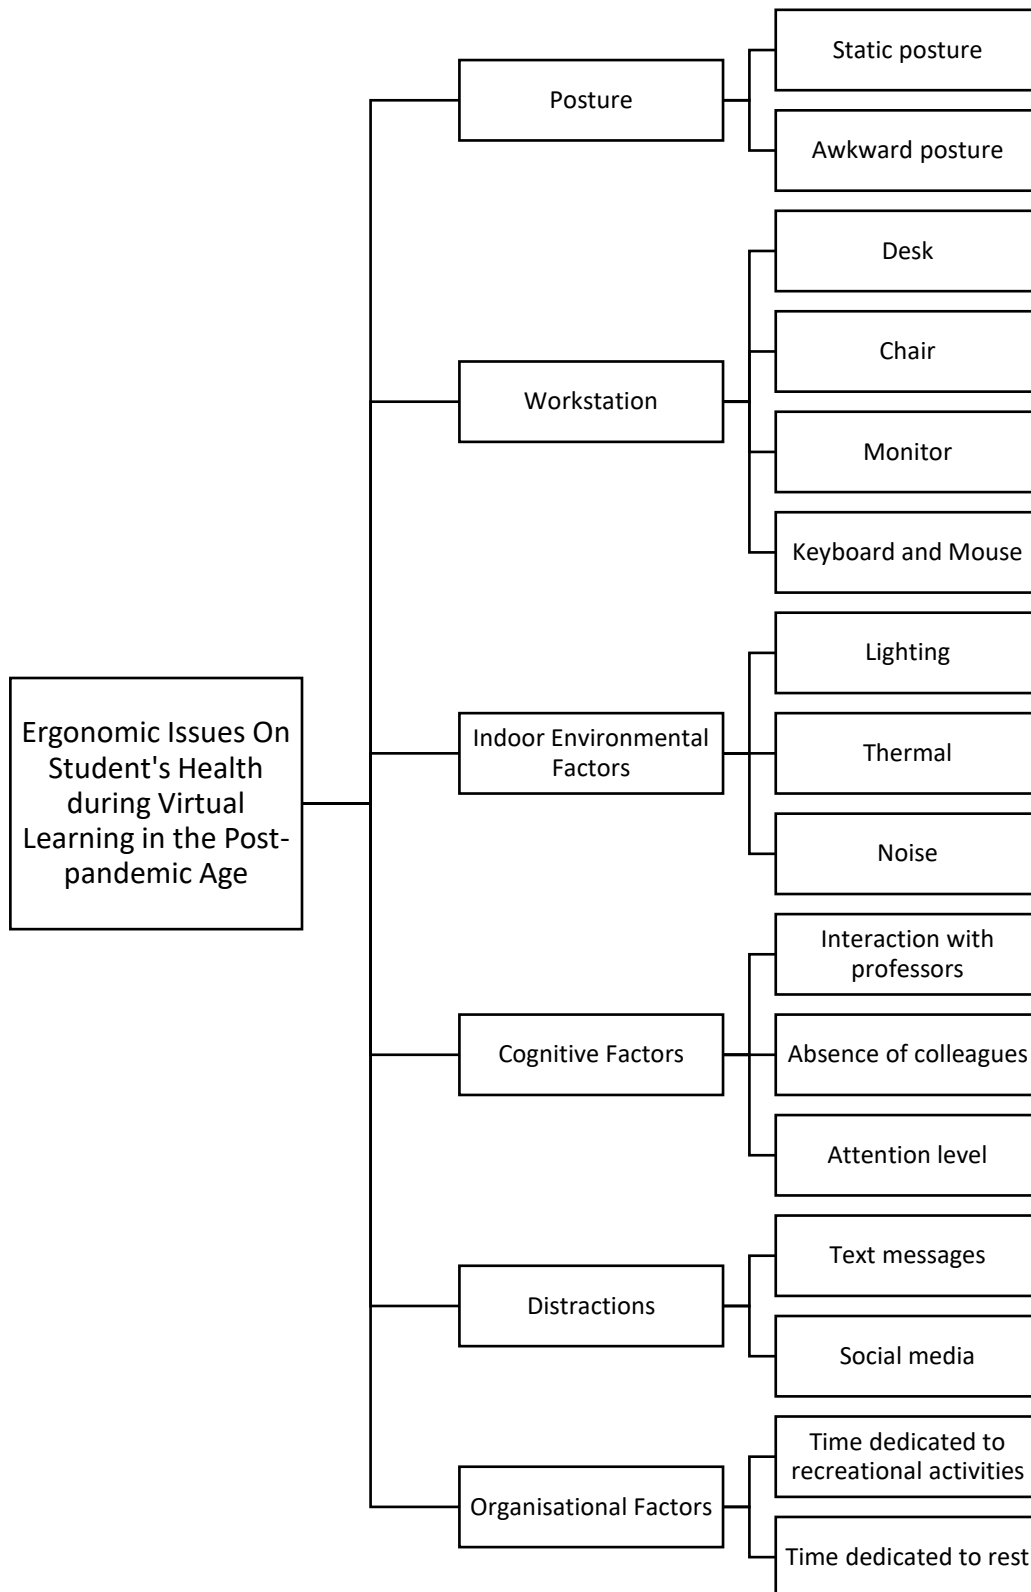 Ergonomic Issues On
Student's Health
during Virtual
Learning in the Post-
pandemic Age
Posture
Static posture
Awkward posture
Workstation
Desk
Chair
Monitor
Keyboard and Mouse
Indoor Environmental
Factors
Lighting
Thermal
Noise
Cognitive Factors
Interaction with
professors
Absence of colleagues
Attention level
Distractions
Text messages
Social media
Organisational Factors
Time dedicated to
recreational activities
Time dedicated to rest